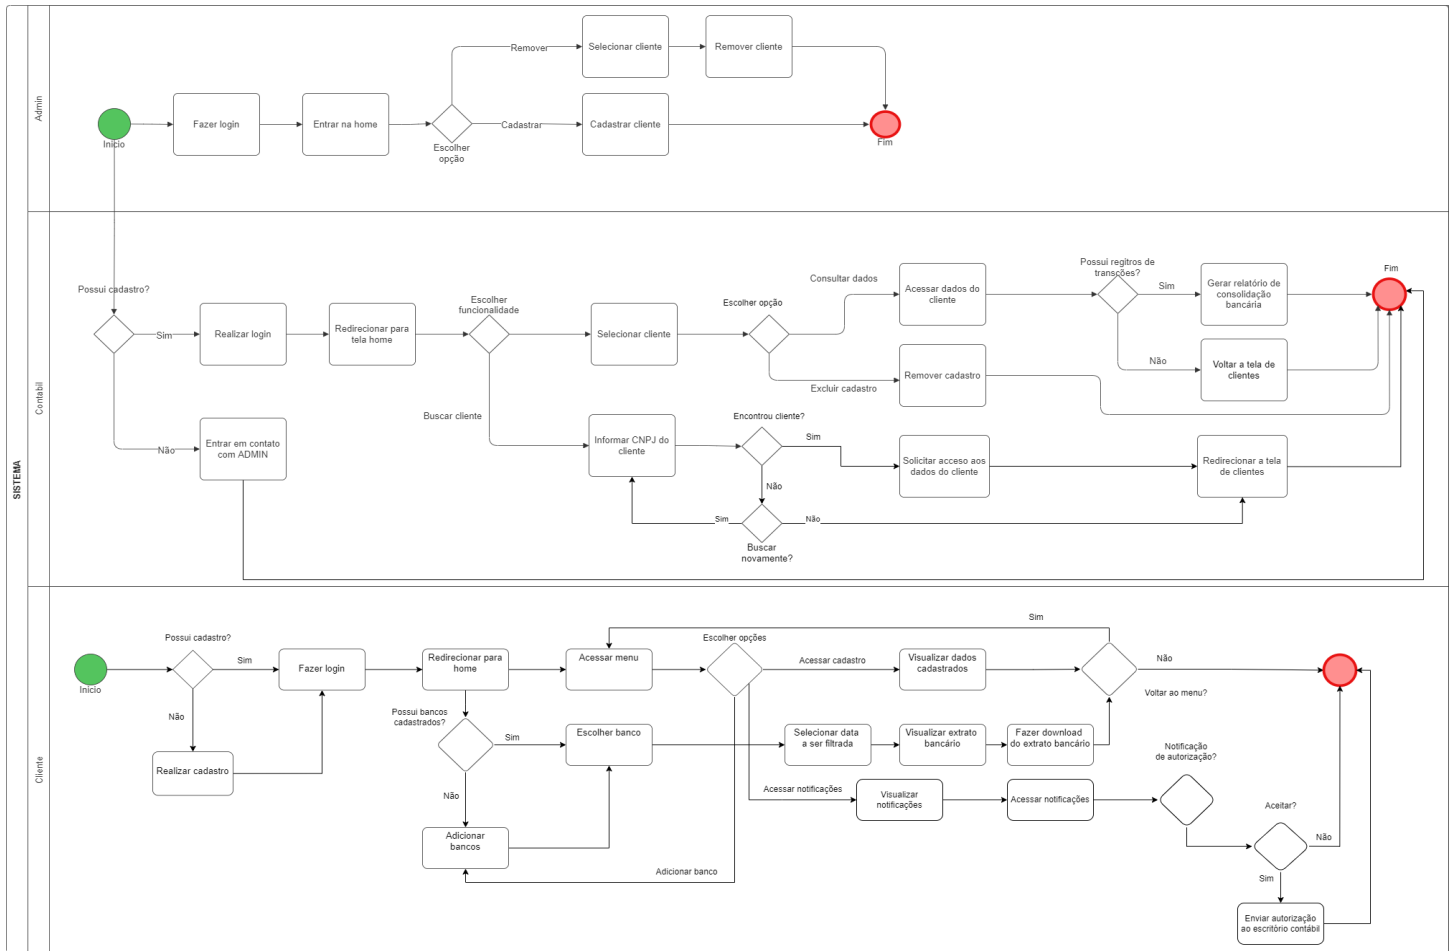 SISTEMA
Admin
Início
Fazer login
Entrar na home
Escolher
opção
Remover
Selecionar cliente
Remover cliente
Cadastrar
Cadastrar cliente
Fim
Contabil
Possui cadastro?
Sim
Realizar login
Redirecionar para
tela home
Escolher
funcionalidade
Selecionar cliente
Escolher opção
Consultar dados
Acessar dados do
cliente
Possui regitros de
transções?
Sim
Gerar relatório de
consolidação
bancária
Fim
Não
Voltar a tela de
clientes
Excluir cadastro
Remover cadastro
Buscar cliente
Informar CNPJ do
cliente
Encontrou cliente?
Sim
Solicitar acceso aos
dados do cliente
Redirecionar a tela
de clientes
Não
Sim
Não
Buscar
novamente?
Não
Entrar em contato
com ADMIN
Cliente
Início
Possui cadastro?
Sim
Não
Realizar cadastro
Fazer login
Redirecionar para
home
Possui bancos
cadastrados?
Sim
Não
Adicionar
bancos
Escolher banco
Acessar menu
Escolher opções
Sim
Acessar cadastro
Visualizar dados
cadastrados
Não
Voltar ao menu?
Selecionar data
a ser filtrada
Visualizar extrato
bancário
Fazer download
do extrato bancário
Acessar notificações
Visualizar
notificações
Acessar notificações
Notificação
de autorização?
Aceitar?
Não
Sim
Enviar autorização
ao escritório contábil
Adicionar banco